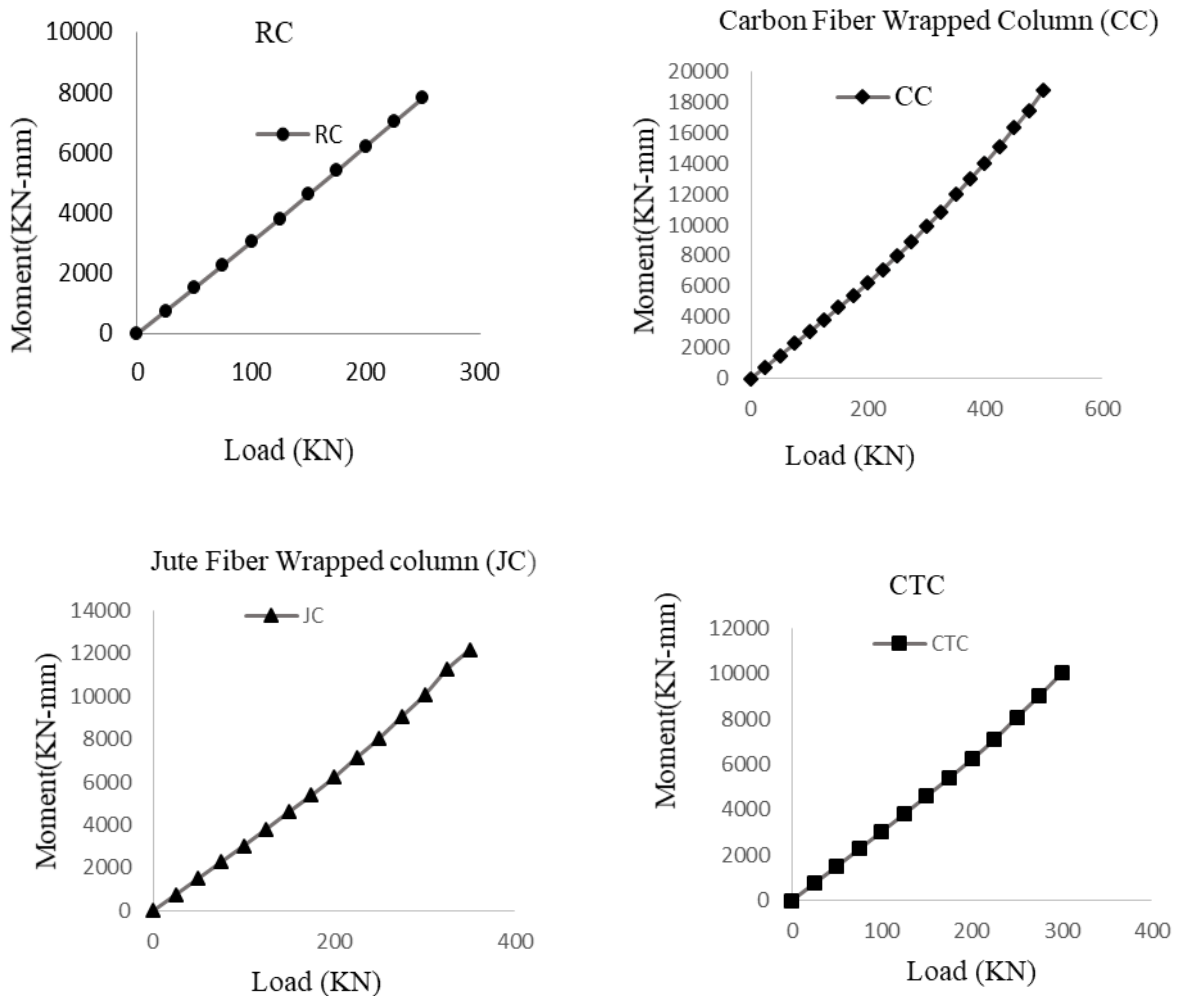 RC
10000
8000
6000
4000
2000
0
Moment(KN-mm)
RC
0 100 200 300
Load (KN)
Carbon Fiber Wrapped Column (CC)
20000
18000
16000
14000
12000
10000
8000
6000
4000
2000
0
Moment(KN-mm)
CC
0 200 400 600
Load (KN)
Jute Fiber Wrapped column (JC)
14000
12000
10000
8000
6000
4000
2000
0
Moment(KN-mm)
JC
0 200 400
Load (KN)
CTC
12000
10000
8000
6000
4000
2000
0
Moment(KN-mm)
CTC
0 100 200 300 400
Load (KN)